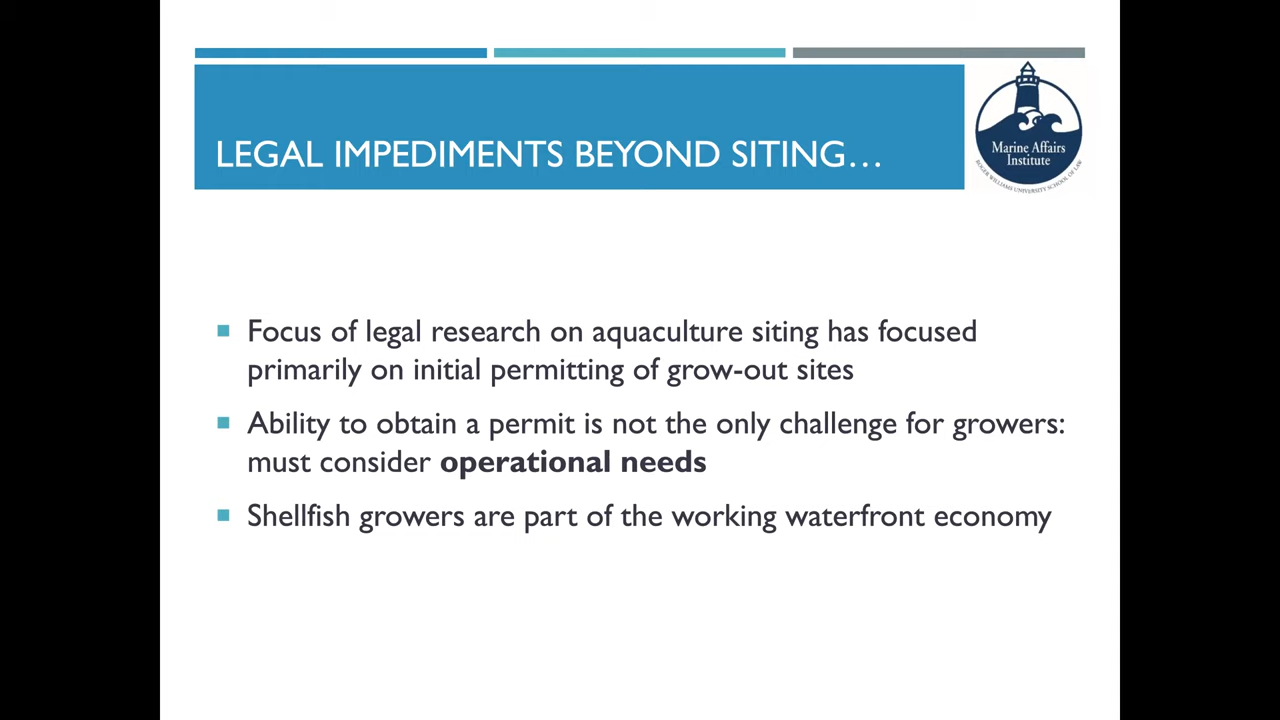 LEGAL IMPEDIMENTS BEYOND SITING…
Marine Affairs
Institute
ROGER WILLIAMS UNIVERSITY SCHOOL OF LAW
Focus of legal research on aquaculture siting has focused
primarily on initial permitting of grow-out sites
Ability to obtain a permit is not the only challenge for growers:
must consider operational needs
Shellfish growers are part of the working waterfront economy